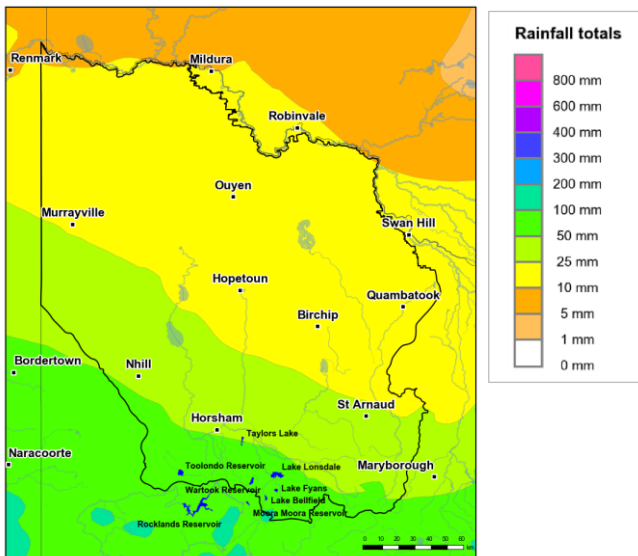 Renmark
Mildura
Robinvale
Ouyen
Murrayville
Swan Hill
Hopetoun
Quambatook
Birchip
Bordertown
Nhill
St Arnaud
Horsham
Taylors Lake
Naracoorte
Toolondo Reservoir
Lake Lonsdale
Maryborough
Wartook Reservoir
Lake Fyans
Lake Bellfield
Moora Moora Reservoir
Rocklands Reservoir
0 10 20 30 40 50 60
km
Rainfall totals
800 mm
600 mm
400 mm
300 mm
200 mm
100 mm
50 mm
25 mm
10 mm
5 mm
1 mm
0 mm